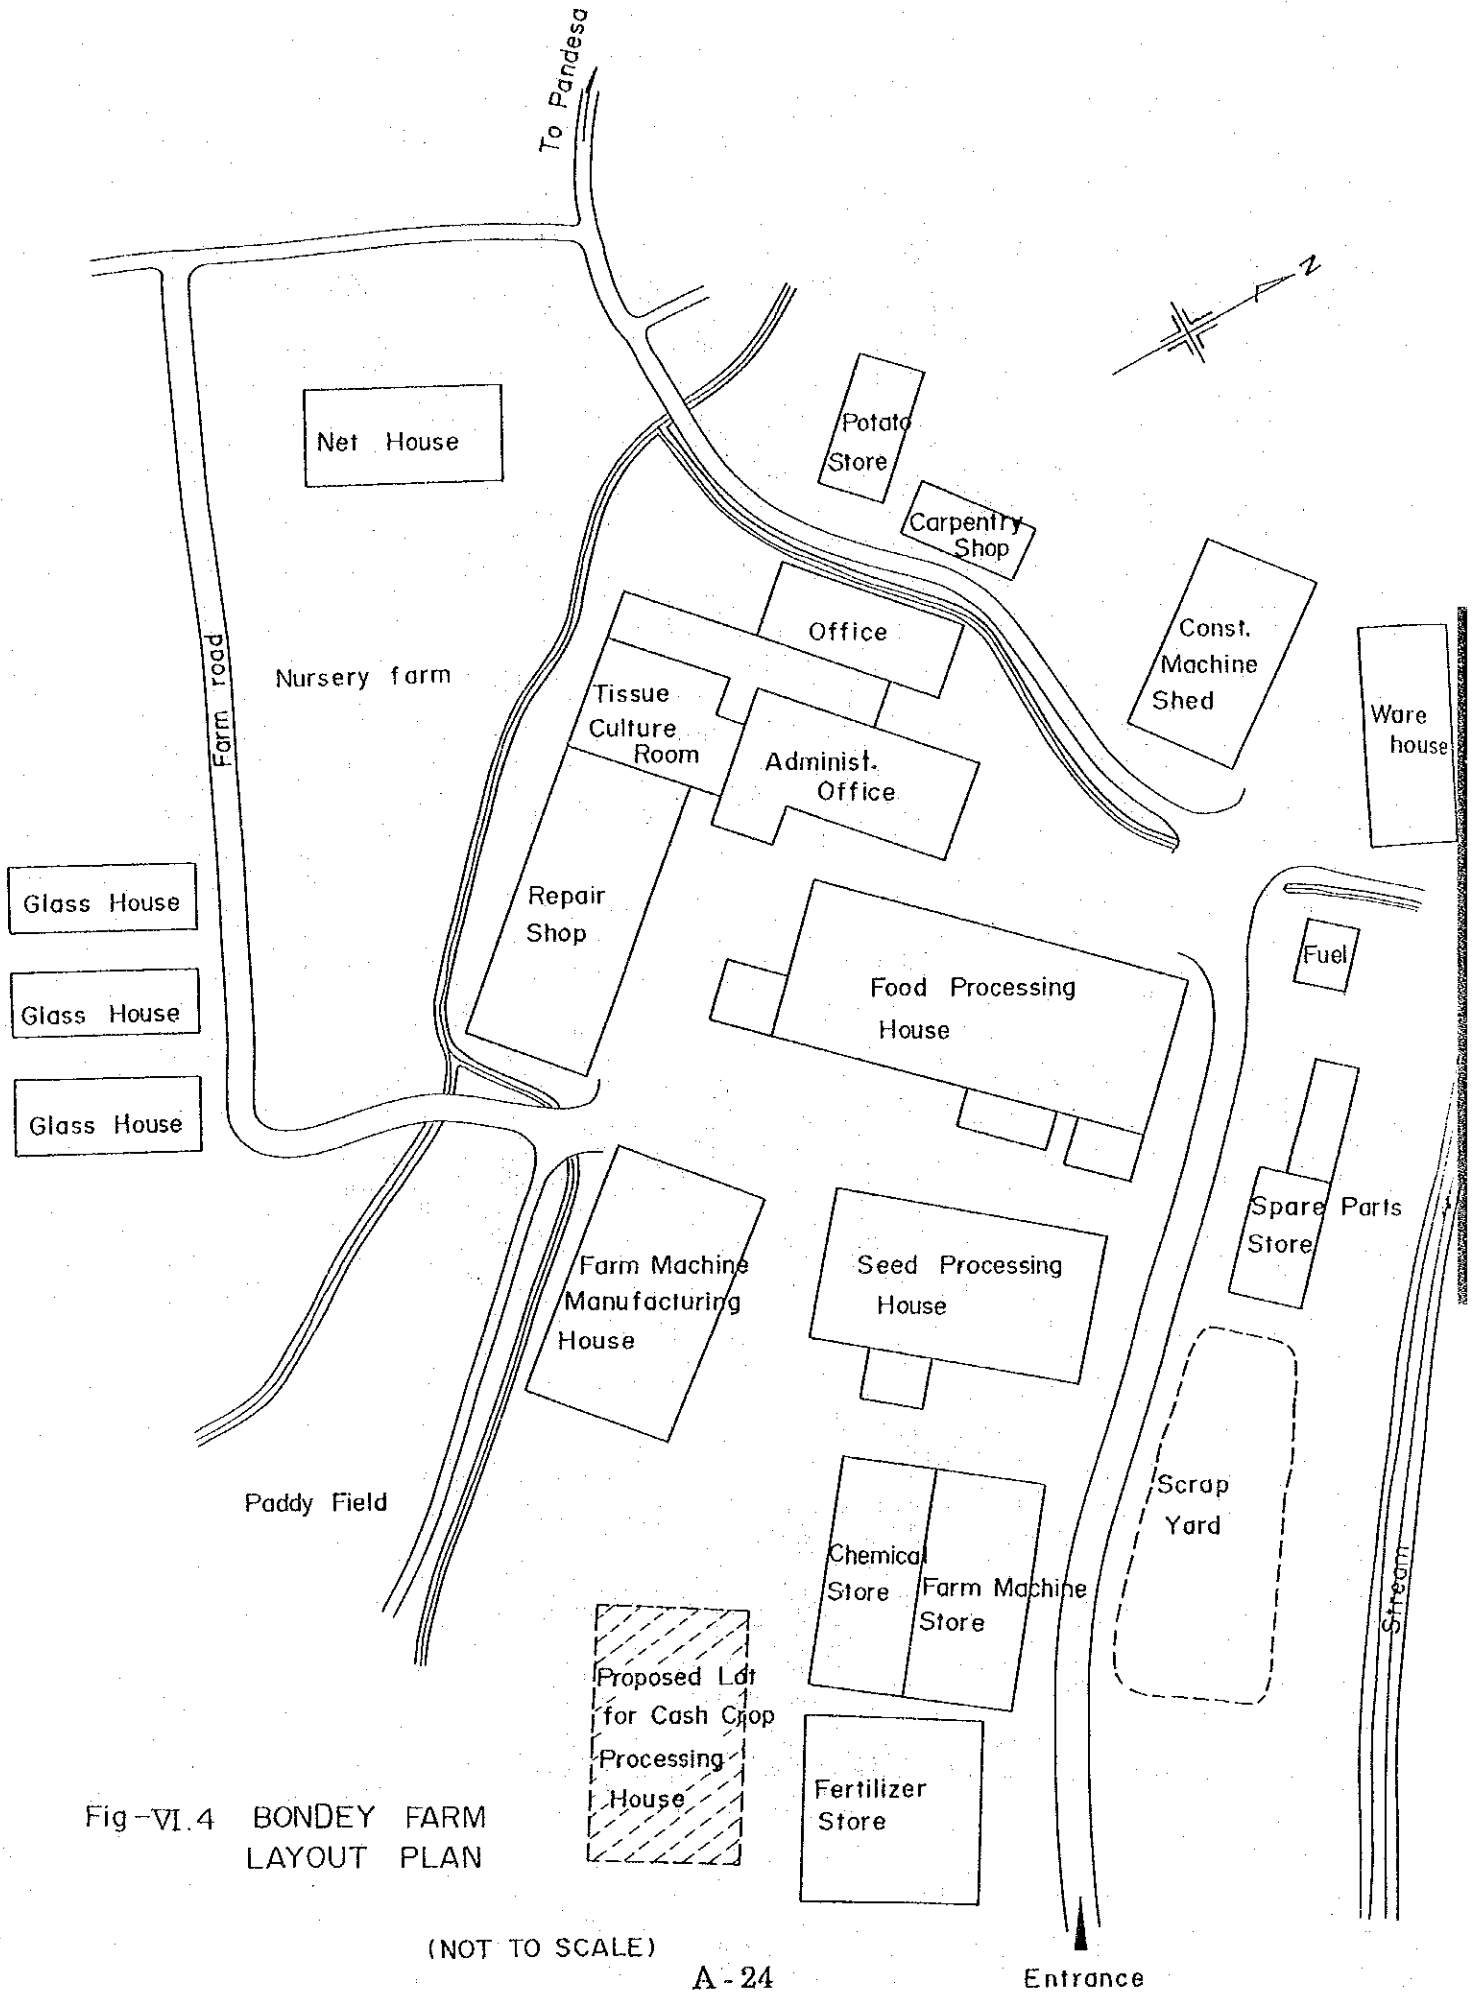 To Pandesa
N
Net House
Potato
Store
Carpentry
Shop
Office
Const.
Machine
Shed
Ware
house
Farm road
Nursery farm
Tissue
Culture
Room
Administ.
Office
Glass House
Repair
Shop
Fuel
Food Processing
House
Glass House
Glass House
Spare Parts
Store
Farm Machine
Manufacturing
House
Seed Processing
House
Paddy Field
Scrap
Yard
Chemical
Store
Farm Machine
Store
Stream
Proposed Lot
for Cash Crop
Processing
House
Fertilizer
Store
Fig-VI.4 BONDEY FARM
LAYOUT PLAN
(NOT TO SCALE)
A-24
Entrance